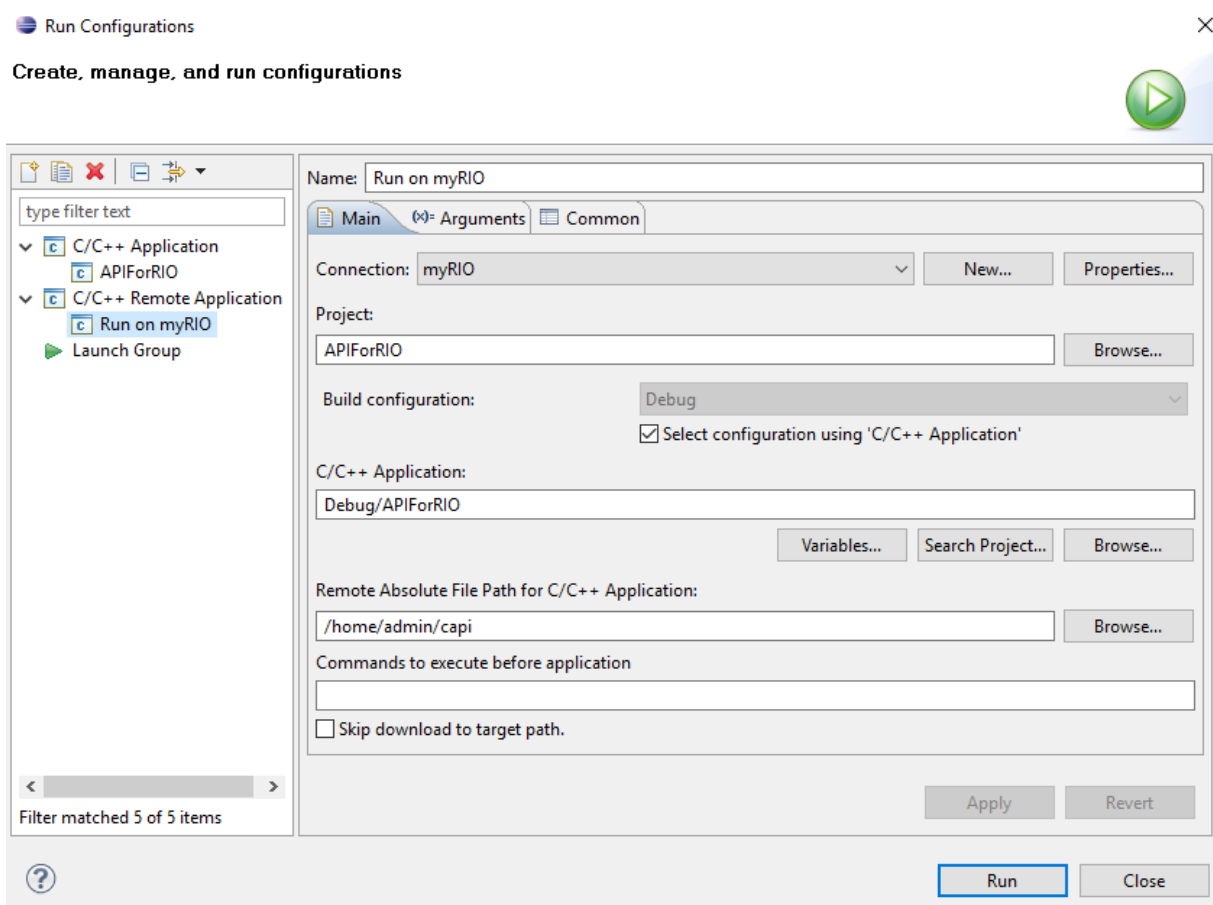 Run Configurations
Create, manage, and run configurations
type filter text
C/C++ Application
APIForRIO
C/C++ Remote Application
Run on myRIO
Launch Group
Filter matched 5 of 5 items
Name: Run on myRIO
Main (x)= Arguments Common
Connection: myRIO New... Properties...
Project:
APIForRIO Browse...
Build configuration: Debug
Select configuration using 'C/C++ Application'
C/C++ Application:
Debug/APIForRIO
Variables... Search Project... Browse...
Remote Absolute File Path for C/C++ Application:
/home/admin/capi Browse...
Commands to execute before application
Skip download to target path.
Apply Revert
Run Close